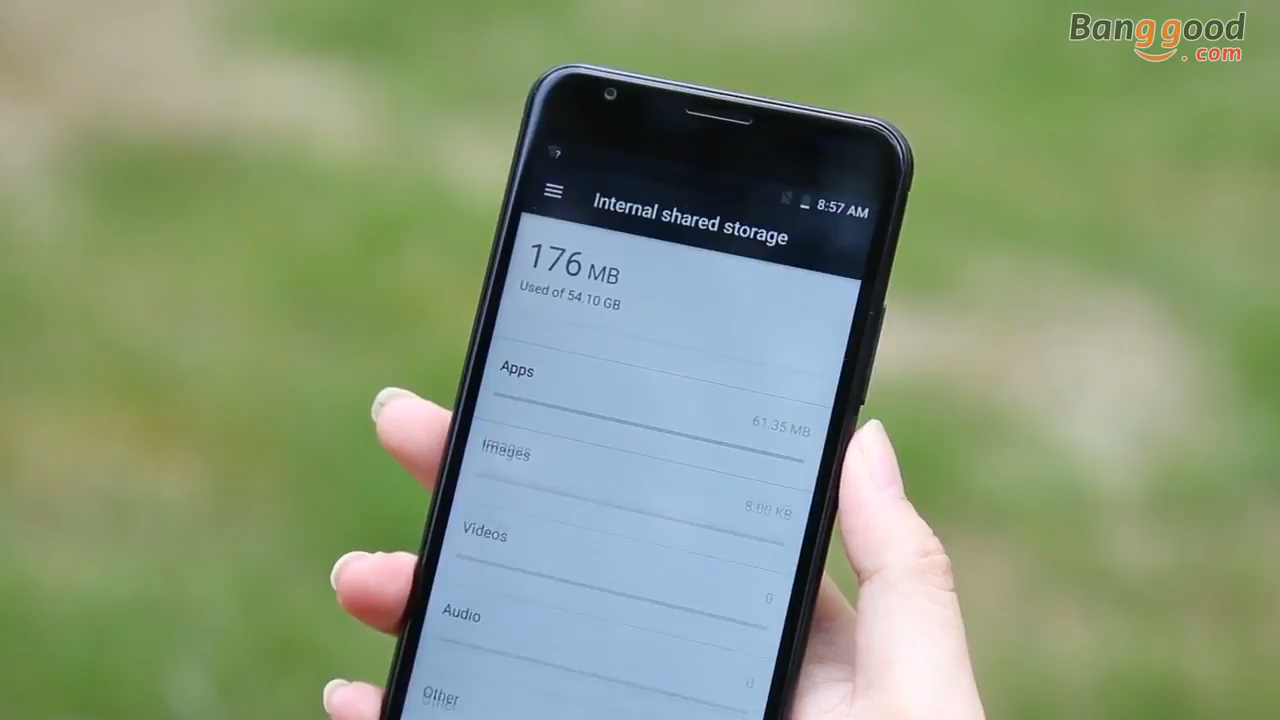 Banggood
.com
8:57 AM
Internal shared storage
176 MB
Used of 54.10 GB
Apps
61.35 MB
Images
8.00 KB
Videos
0
Audio
0
Other